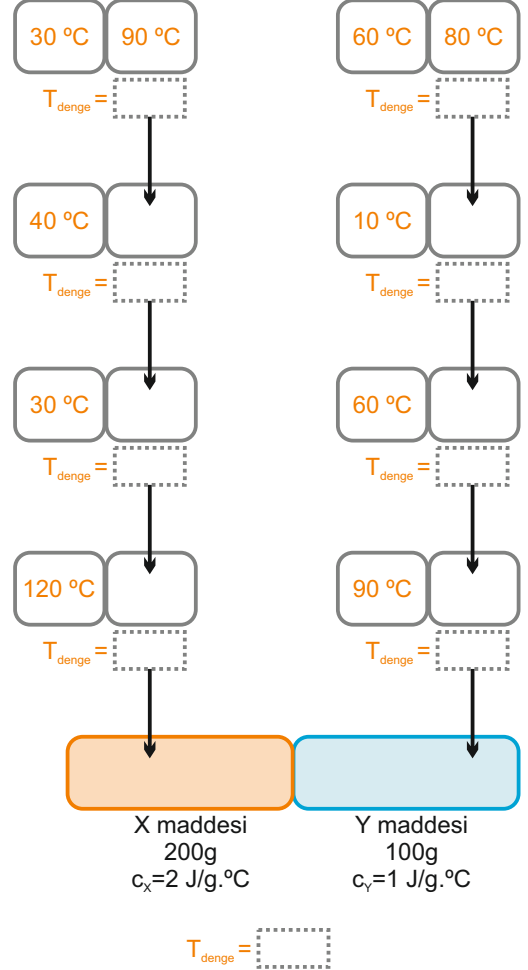 30 ºC 90 ºC 60 ºC 80 ºC
Tdenge = Tdenge =
40 ºC 10 ºC
Tdenge = Tdenge =
30 ºC 60 ºC
Tdenge = Tdenge =
120 ºC 90 ºC
Tdenge = Tdenge =
X maddesi Y maddesi
200g 100g
cX=2 J/g.ºC cY=1 J/g.ºC
Tdenge =